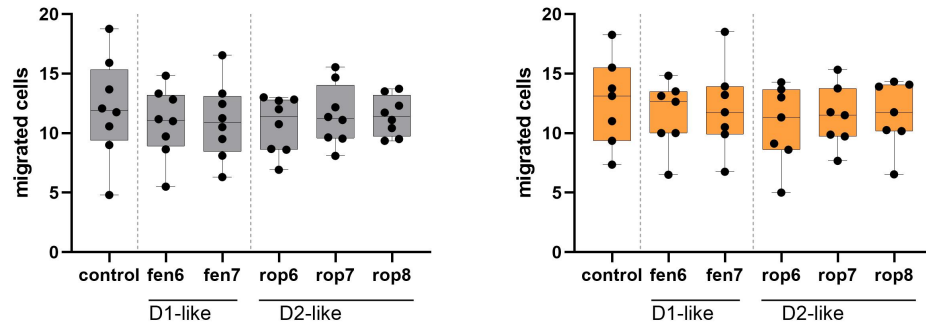 migrated cells
20
15
10
5
0
control fen6 fen7 rop6 rop7 rop8
D1-like D2-like
migrated cells
20
15
10
5
0
control fen6 fen7 rop6 rop7 rop8
D1-like D2-like